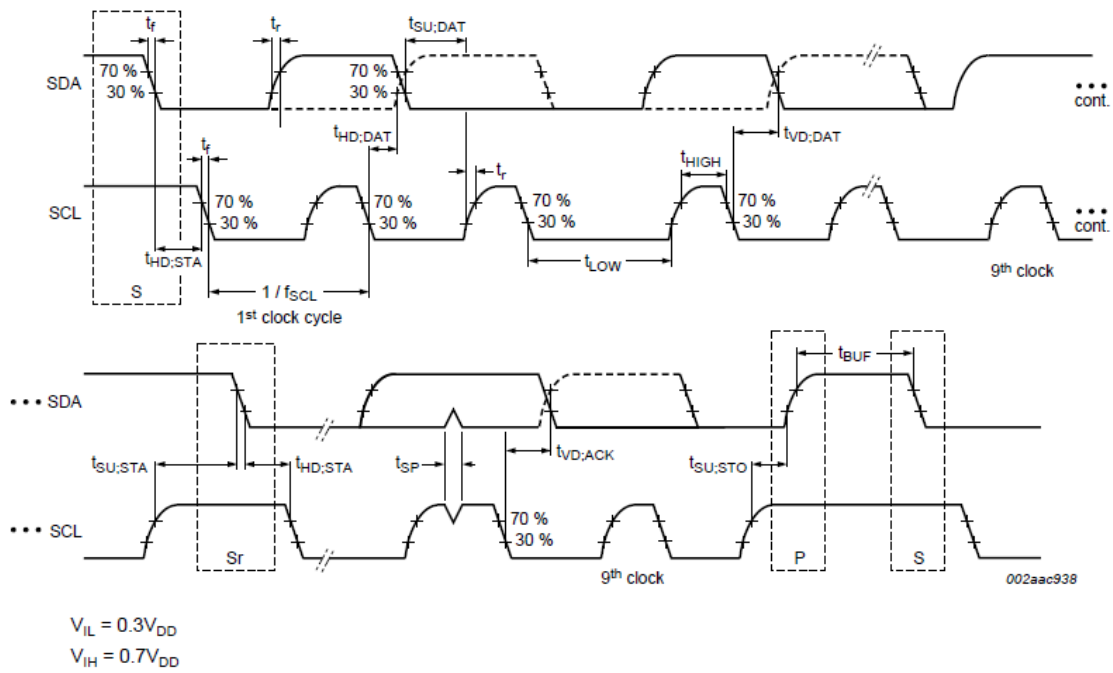 tf tr tSU;DAT
SDA 70 % 30 % 70 % 30 % ••• cont.
tHD;DAT tVD;DAT
tf tr tHIGH
SCL 70 % 30 % 70 % 30 % 70 % 30 % 70 % 30 % ••• cont.
tHD;STA tLOW 9th clock
S 1 / fSCL
1st clock cycle
tBUF
••• SDA
tSU;STA tHD;STA tSP tVD;ACK tSU;STO
••• SCL 70 % 30 %
Sr 9th clock P S
002aac938
VIL = 0.3VDD
VIH = 0.7VDD